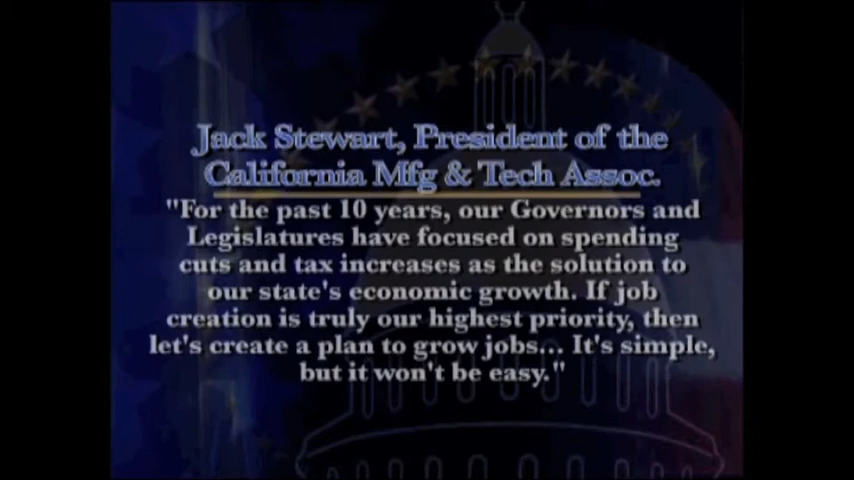 Jack Stewart, President of the
California Mfg & Tech Assoc.
"For the past 10 years, our Governors and
Legislatures have focused on spending
cuts and tax increases as the solution to
our state's economic growth. If job
creation is truly our highest priority, then
let's create a plan to grow jobs... It's simple,
but it won't be easy."